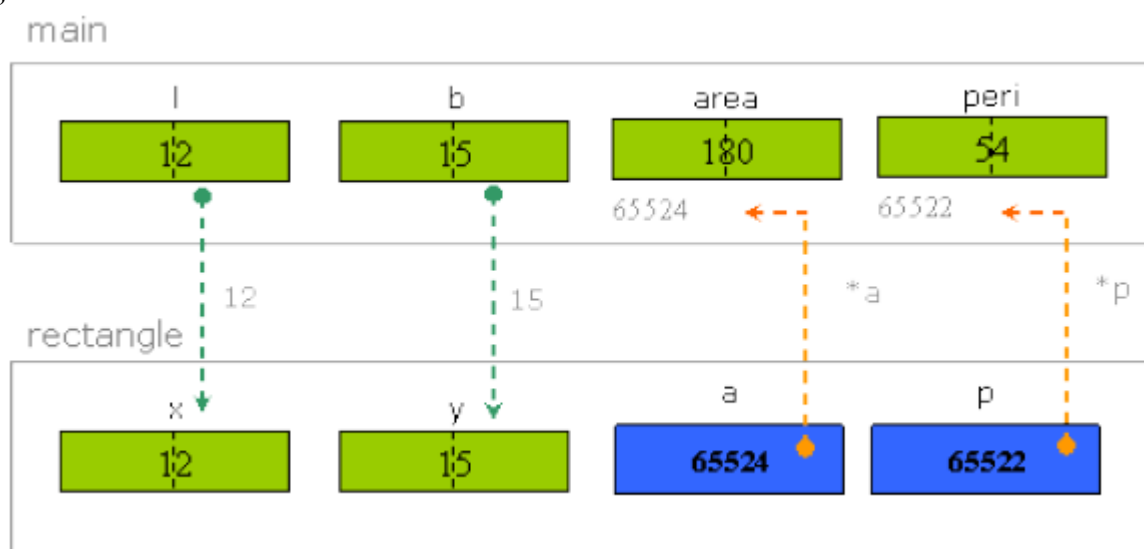 main
l b area peri
12 15 180 54
65524 65522
12 15 *a *p
rectangle
x y a p
12 15 65524 65522